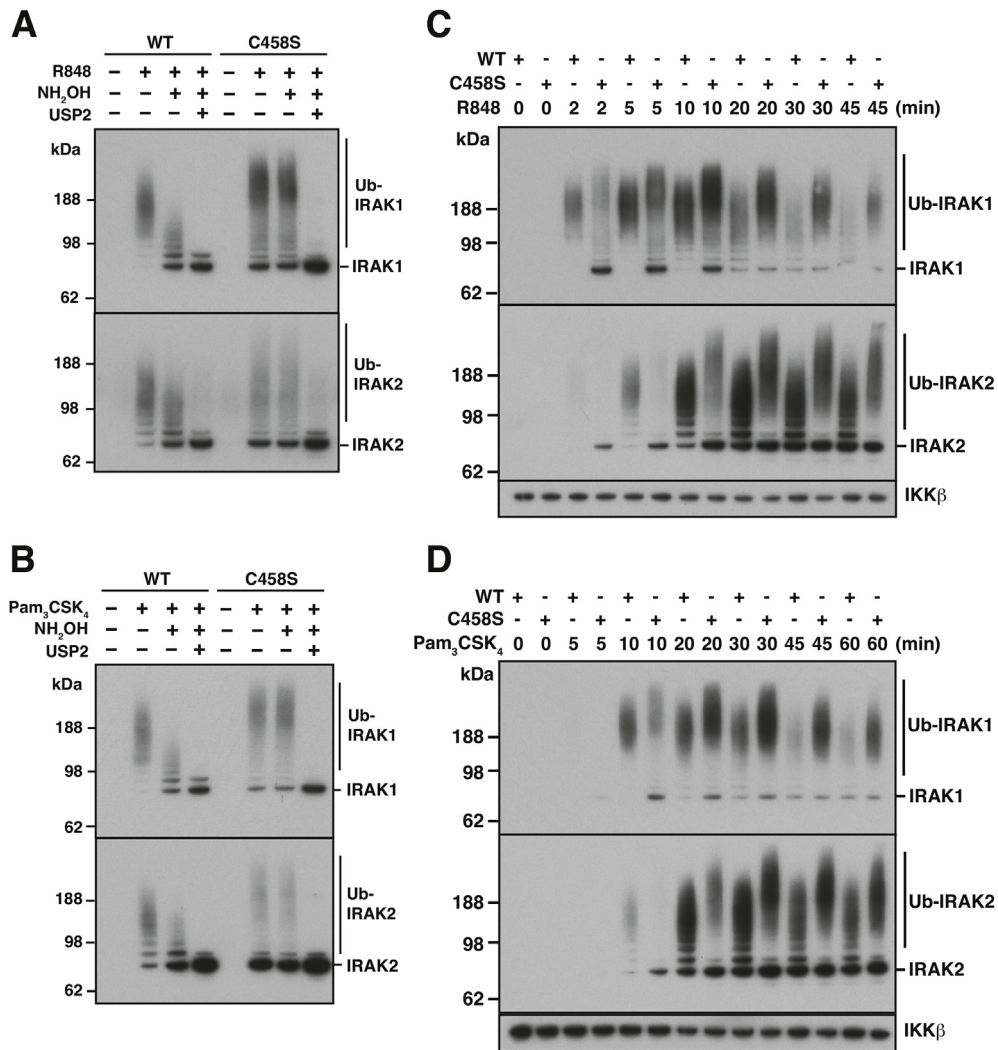 A
WT C458S
R848 – + + + – + + +
NH2OH – – + + – – + +
USP2 – – – + – – – +
kDa
188
98
62
Ub-
IRAK1
IRAK1
188
98
62
Ub-
IRAK2
IRAK2
B
WT C458S
Pam3CSK4 – + + + – + + +
NH2OH – – + + – – + +
USP2 – – – + – – – +
kDa
188
98
62
Ub-
IRAK1
IRAK1
188
98
62
Ub-
IRAK2
IRAK2
C
WT + - + - + - + - + - + - + -
C458S - + - + - + - + - + - + - +
R848 0 0 2 2 5 5 10 10 20 20 30 30 45 45 (min)
kDa
188
98
62
Ub-IRAK1
IRAK1
188
98
62
Ub-IRAK2
IRAK2
IKKβ
D
WT + - + - + - + - + - + - + -
C458S - + - + - + - + - + - + - +
Pam3CSK4 0 0 5 5 10 10 20 20 30 30 45 45 60 60 (min)
kDa
188
98
62
Ub-IRAK1
IRAK1
188
98
62
Ub-IRAK2
IRAK2
IKKβ